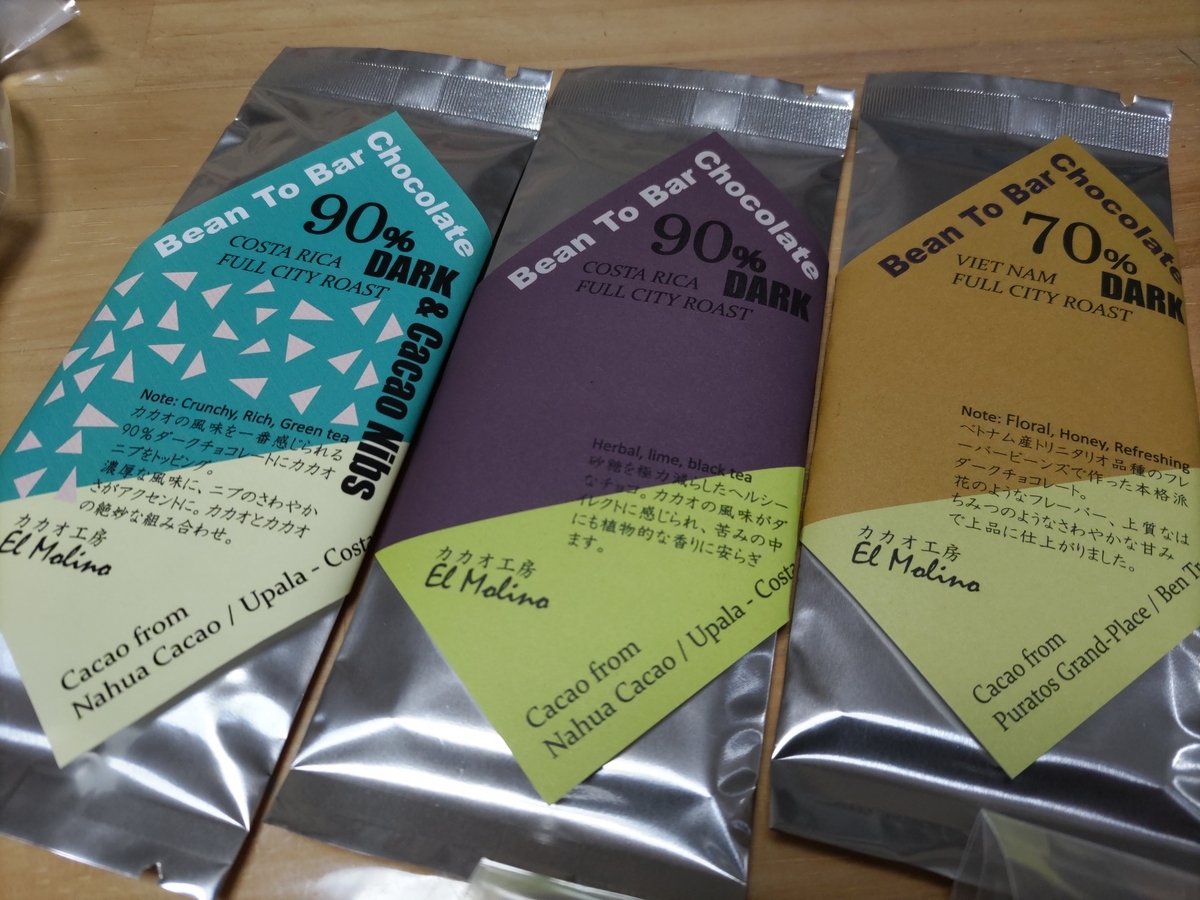 Bean To Bar Chocolate
90% DARK & Cacao Nibs
COSTA RICA
FULL CITY ROAST
Note: Crunchy, Rich, Green tea
カカオの風味を一番感じられる
90%ダークチョコレートにカカオ
ニブをトッピング。
濃厚な風味に、ニブのさわやか
さがアクセントに。カカオとカカオ
の絶妙な組み合わせ。
カカオ工房
El Molino
Cacao from
Nahua Cacao / Upala - Costa
Bean To Bar Chocolate
90% DARK
COSTA RICA
FULL CITY ROAST
Herbal, lime, black tea
砂糖を極力減らしたヘルシー
なチョコ。カカオの風味がダ
イレクトに感じられ、苦みの中
にも植物的な香りに安らぎ
ます。
カカオ工房
El Molino
Cacao from
Nahua Cacao / Upala - Costa
Bean To Bar Chocolate
70% DARK
VIET NAM
FULL CITY ROAST
Note: Floral, Honey, Refreshing
ベトナム産トリニタリオ品種のフレ
ーバービーンズで作った本格派
ダークチョコレート。
花のようなフレーバー、上質なは
ちみつのようなさわやかな甘み
で上品に仕上がりました。
カカオ工房
El Molino
Cacao from
Puratos Grand-Place / Ben Tr